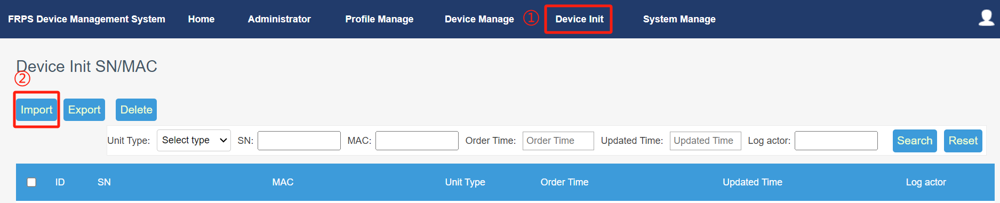 FRPS Device Management System Home Administrator Profile Manage Device Manage ① Device Init System Manage
Device Init SN/MAC
②
Import Export Delete
Unit Type: Select type SN: MAC: Order Time: Order Time Updated Time: Updated Time Log actor: Search Reset
ID SN MAC Unit Type Order Time Updated Time Log actor